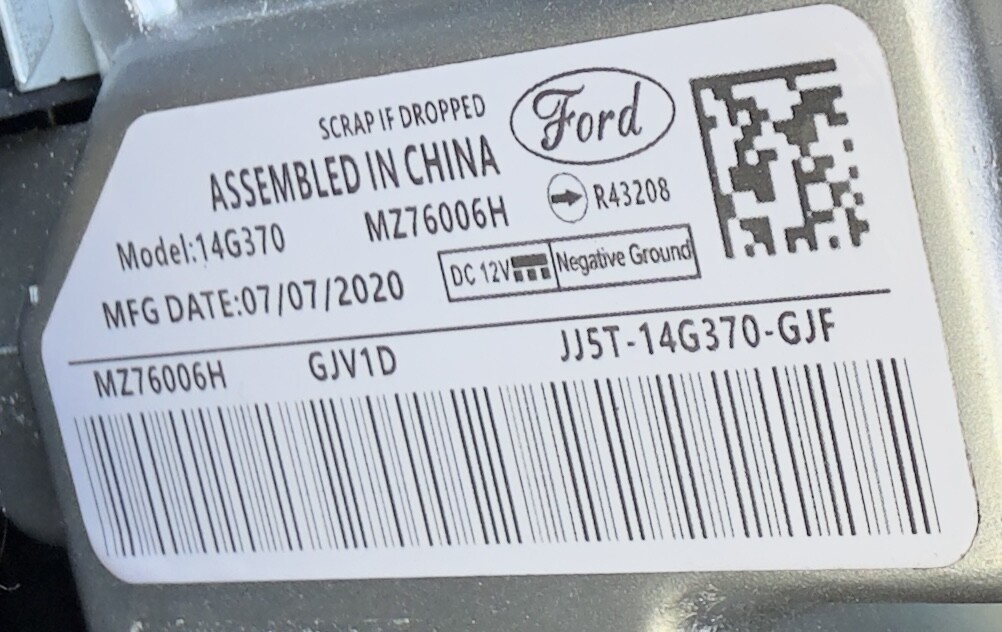 SCRAP IF DROPPED
Ford
ASSEMBLED IN CHINA
Model:14G370
MZ76006H
R43208
MFG DATE:07/07/2020
DC 12V
Negative Ground
MZ76006H
GJV1D
JJ5T-14G370-GJF